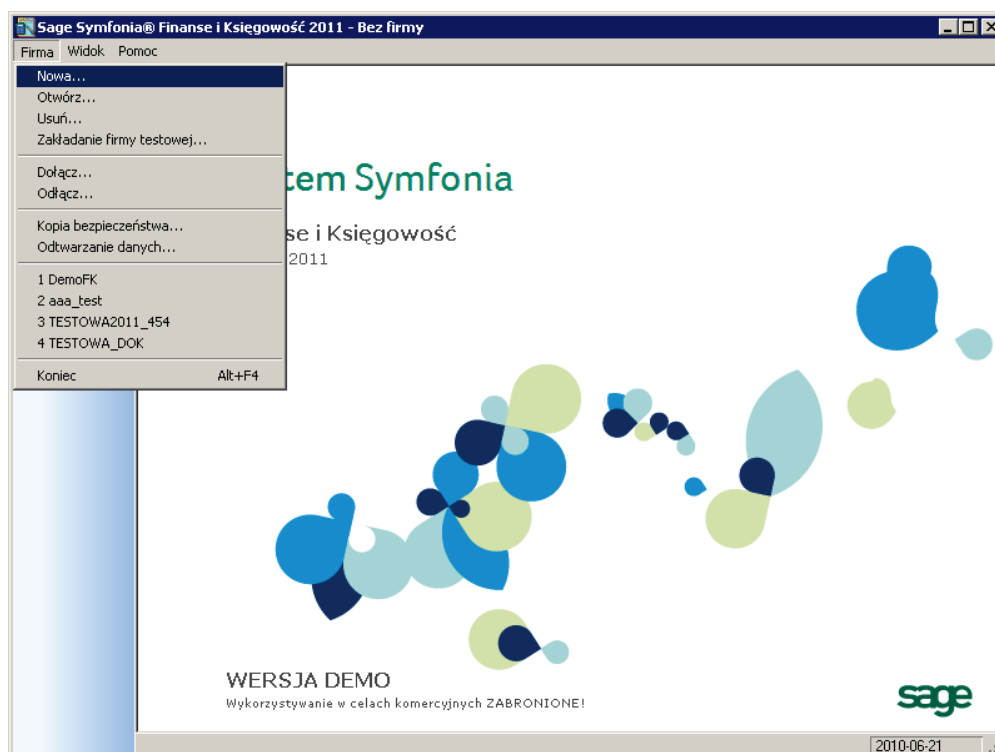 Sage Symfonia® Finanse i Księgowość 2011 - Bez firmy
Firma Widok Pomoc
Nowa...
Otwórz...
Usuń...
Zakładanie firmy testowej...
Dołącz...
Odłącz...
Kopia bezpieczeństwa...
Odtwarzanie danych...
1 DemoFK
2 aaa_test
3 TESTOWA2011_454
4 TESTOWA_DOK
Koniec Alt+F4
tem Symfonia
nse i Księgowość
2011
WERSJA DEMO
Wykorzystywanie w celach komercyjnych ZABRONIONE!
sage
2010-06-21